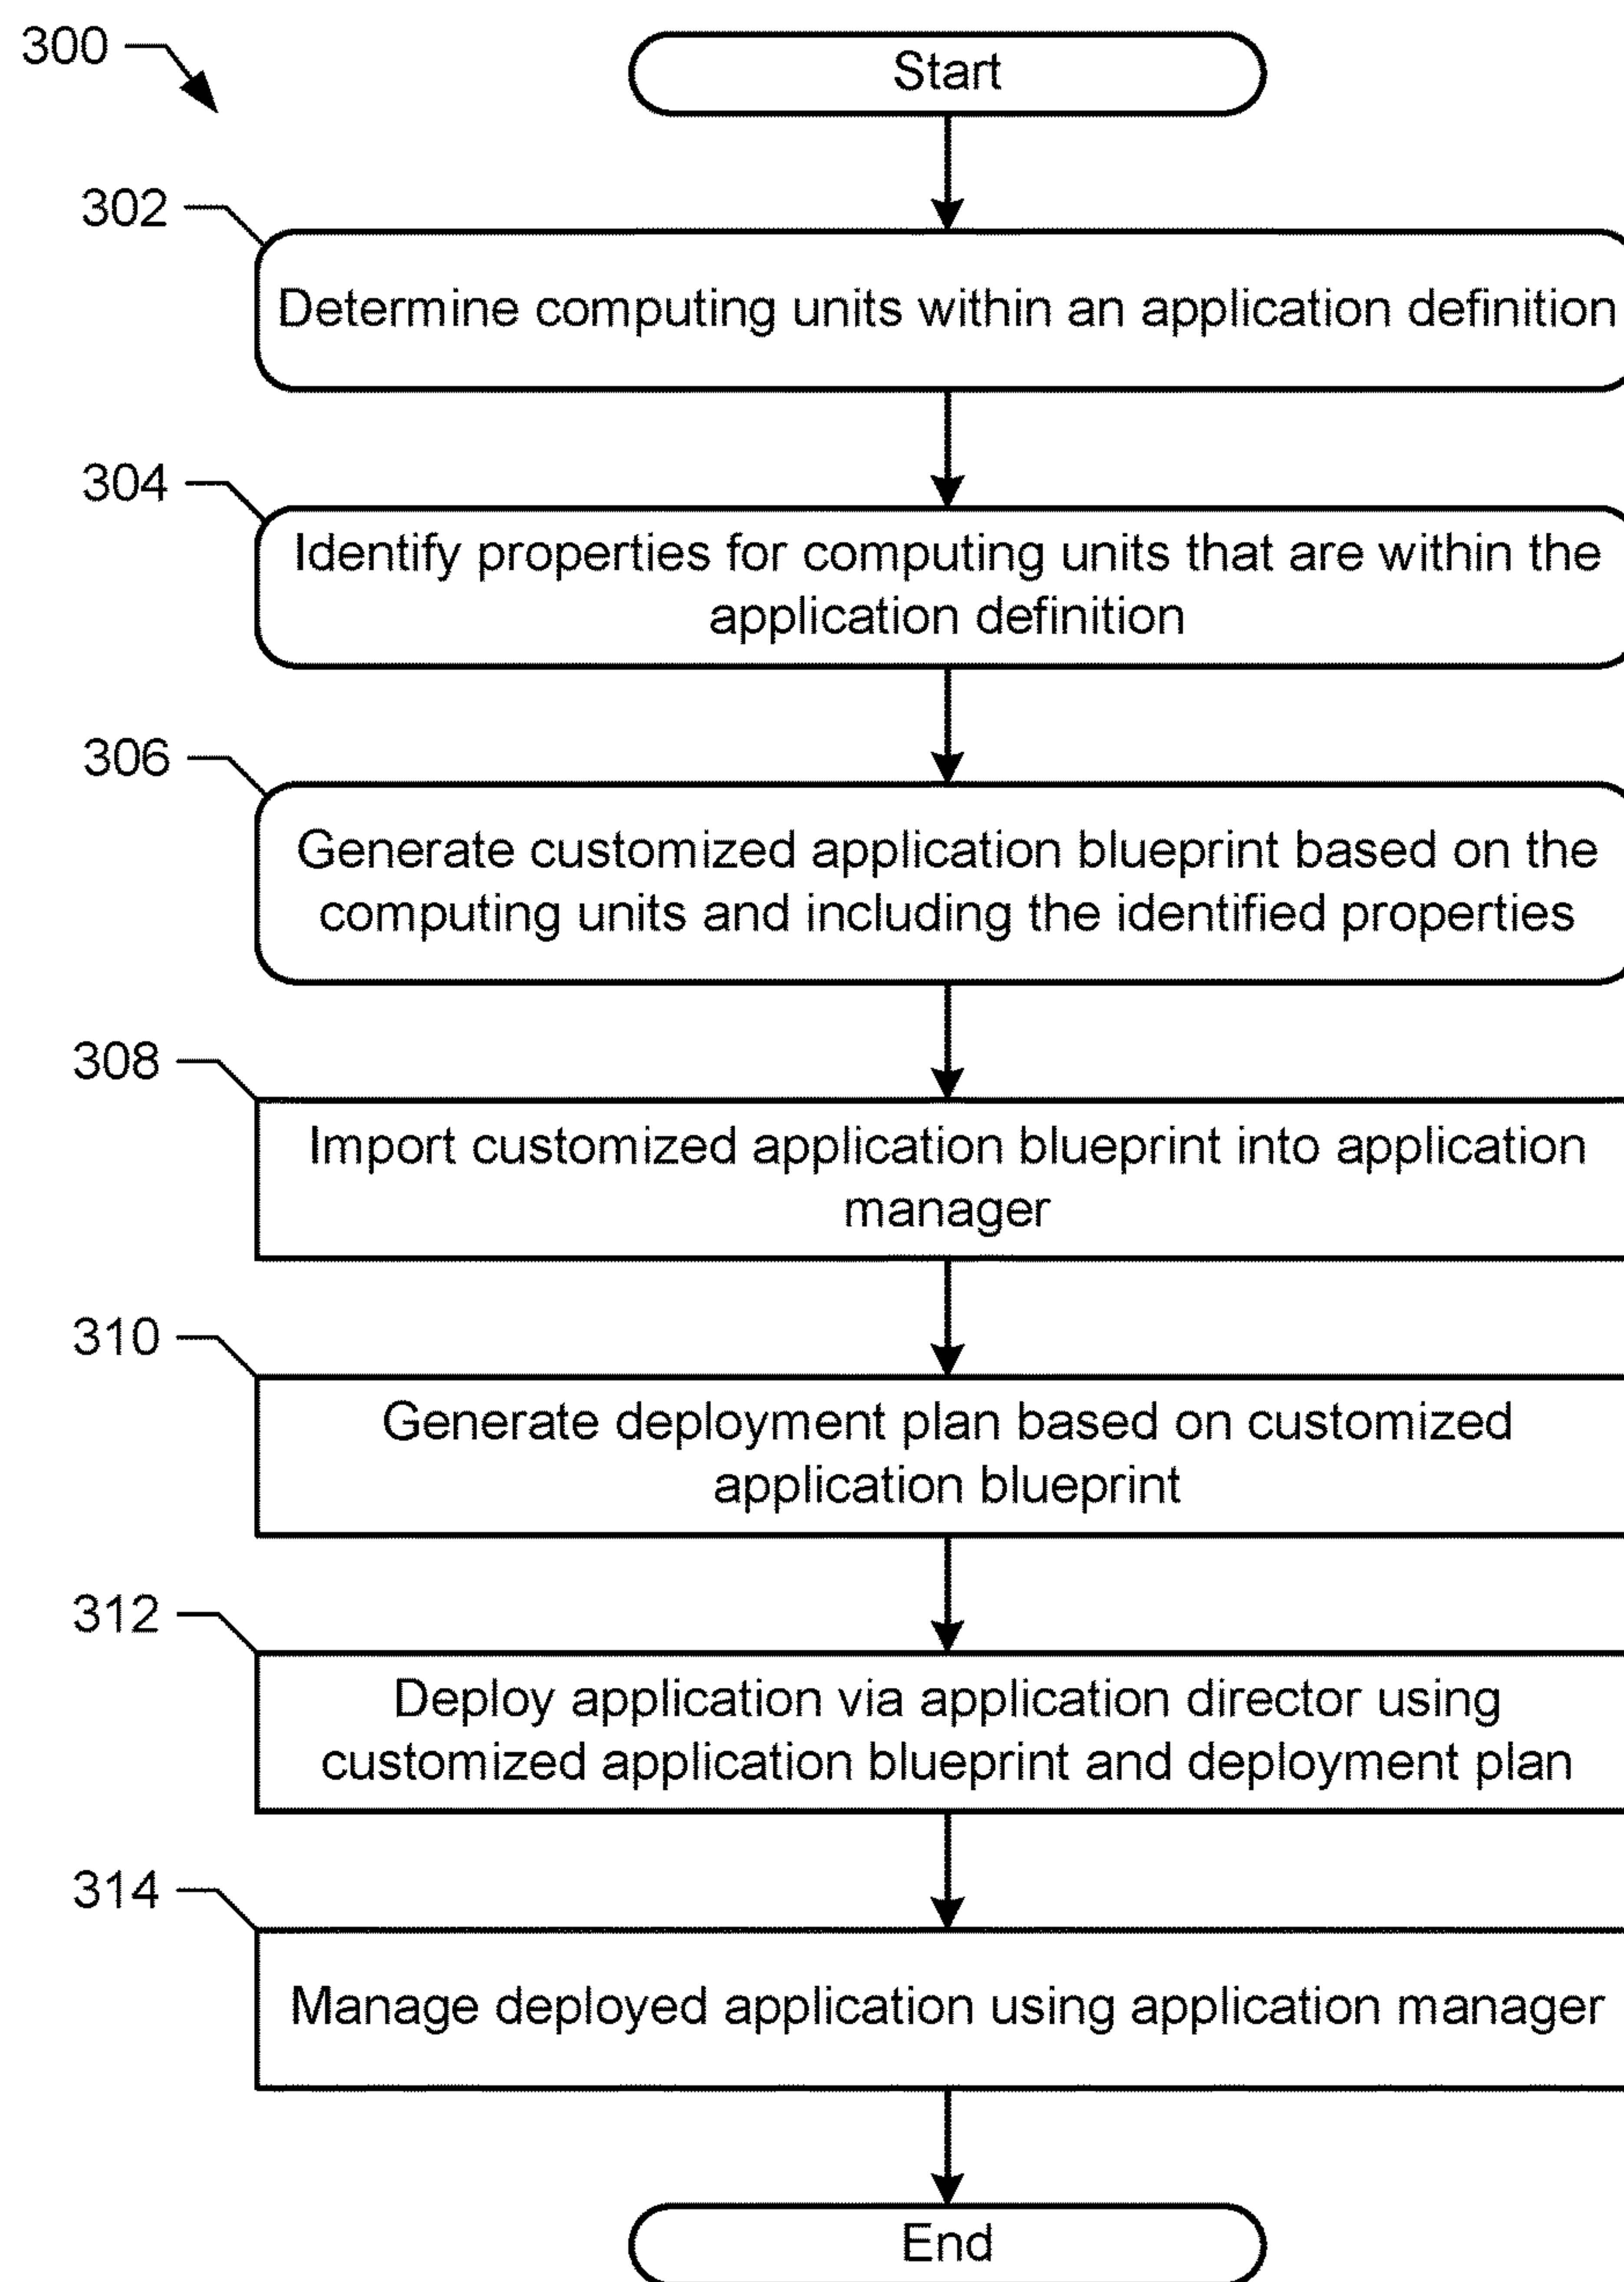 300
Start
302
Determine computing units within an application definition
304
Identify properties for computing units that are within the
application definition
306
Generate customized application blueprint based on the
computing units and including the identified properties
308
Import customized application blueprint into application
manager
310
Generate deployment plan based on customized
application blueprint
312
Deploy application via application director using
customized application blueprint and deployment plan
314
Manage deployed application using application manager
End